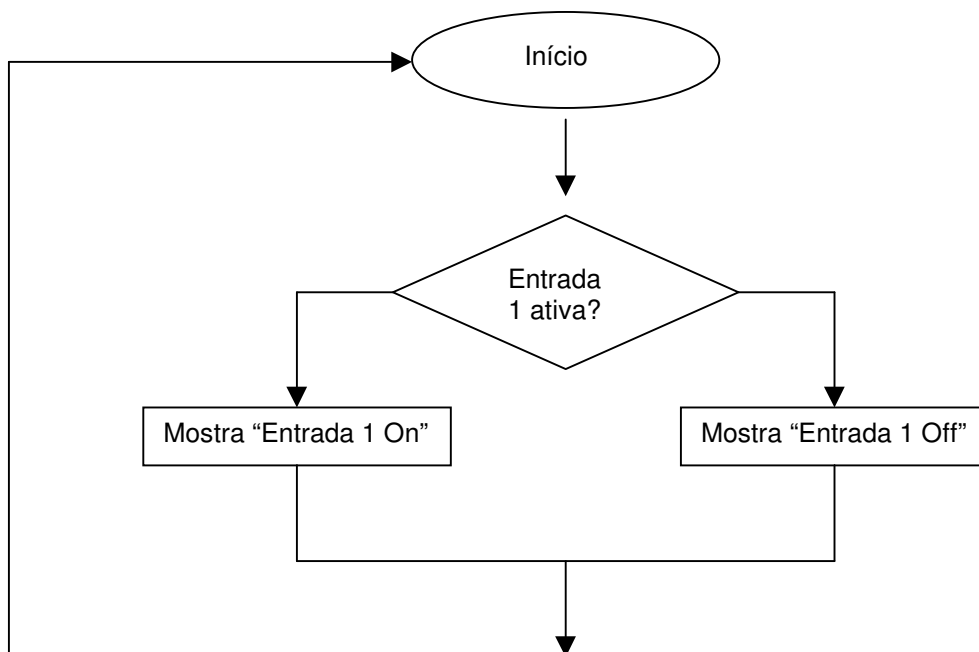 Início
Entrada
1 ativa?
Mostra “Entrada 1 On”
Mostra “Entrada 1 Off”